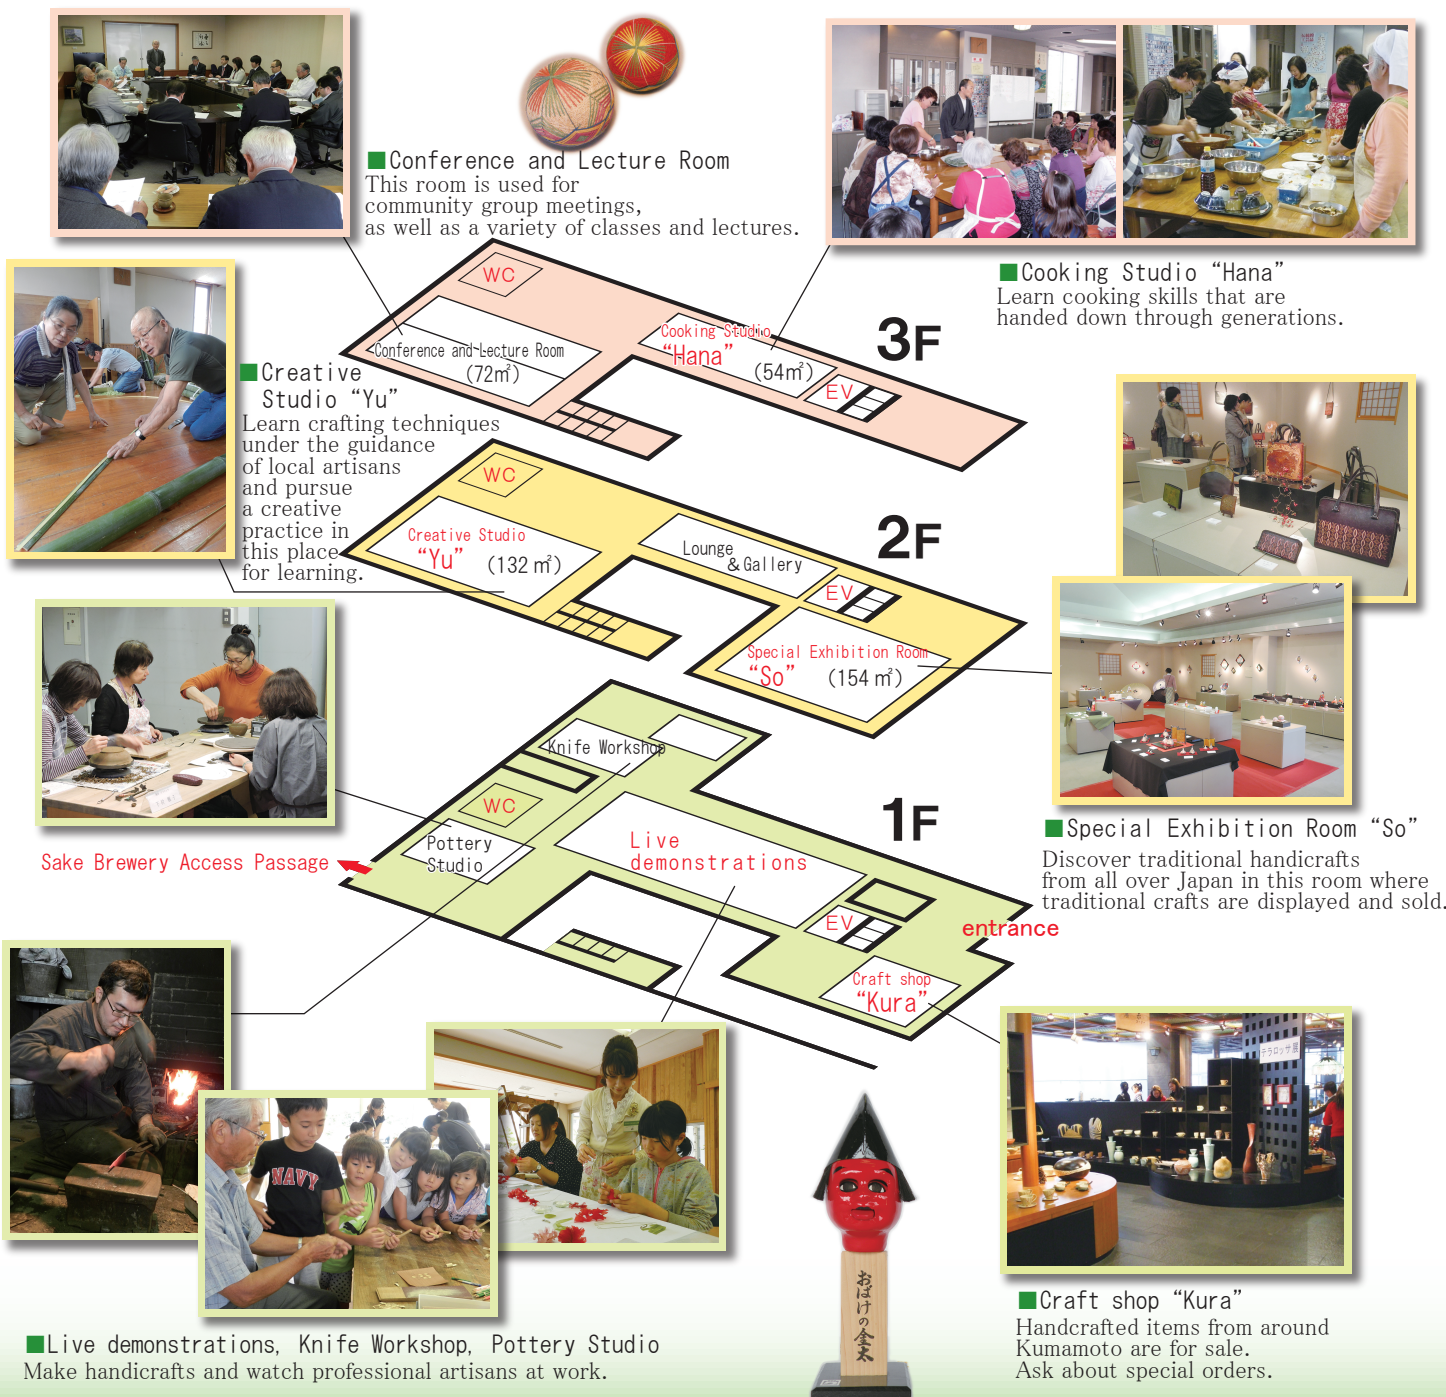 ■Conference and Lecture Room
This room is used for
community group meetings,
as well as a variety of classes and lectures.
■Cooking Studio “Hana”
Learn cooking skills that are
handed down through generations.
WC
Conference and Lecture Room
(72㎡)
Cooking Studio
“Hana”
(54㎡)
EV
3F
■Creative
Studio “Yu”
Learn crafting techniques
under the guidance
of local artisans
and pursue
a creative
practice in
this place
for learning.
WC
Creative Studio
“Yu” (132㎡)
Lounge
&Gallery
EV
2F
Special Exhibition Room
“So” (154㎡)
■Special Exhibition Room “So”
Discover traditional handicrafts
from all over Japan in this room where
traditional crafts are displayed and sold.
Knife Workshop
WC
Pottery
Studio
Live
demonstrations
1F
EV
entrance
Craft shop
“Kura”
Sake Brewery Access Passage
NAVY
テラロッサ展
おばけの金太
■Live demonstrations, Knife Workshop, Pottery Studio
Make handicrafts and watch professional artisans at work.
■Craft shop “Kura”
Handcrafted items from around
Kumamoto are for sale.
Ask about special orders.